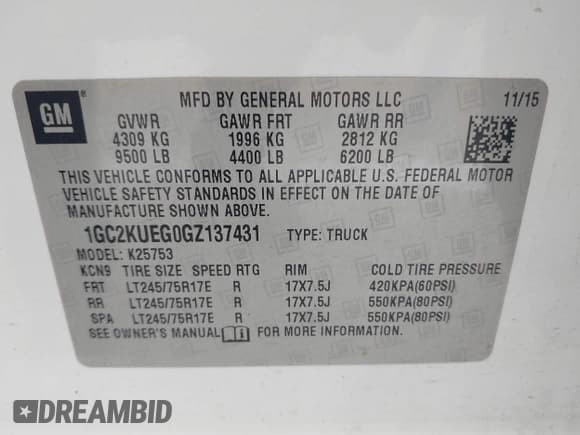 GM ®
MFD BY GENERAL MOTORS LLC 11/15
GVWR GAWR FRT GAWR RR
4309 KG 1996 KG 2812 KG
9500 LB 4400 LB 6200 LB
THIS VEHICLE CONFORMS TO ALL APPLICABLE U.S. FEDERAL MOTOR
VEHICLE SAFETY STANDARDS IN EFFECT ON THE DATE OF
MANUFACTURE SHOWN ABOVE.
1GC2KUEG0GZ137431 TYPE: TRUCK
MODEL: K25753
KCN9 TIRE SIZE SPEED RTG RIM COLD TIRE PRESSURE
FRT LT245/75R17E R 17X7.5J 420KPA(60PSI)
RR LT245/75R17E R 17X7.5J 550KPA(80PSI)
SPA LT245/75R17E R 17X7.5J 550KPA(80PSI)
SEE OWNER'S MANUAL FOR MORE INFORMATION.
DREAMBID